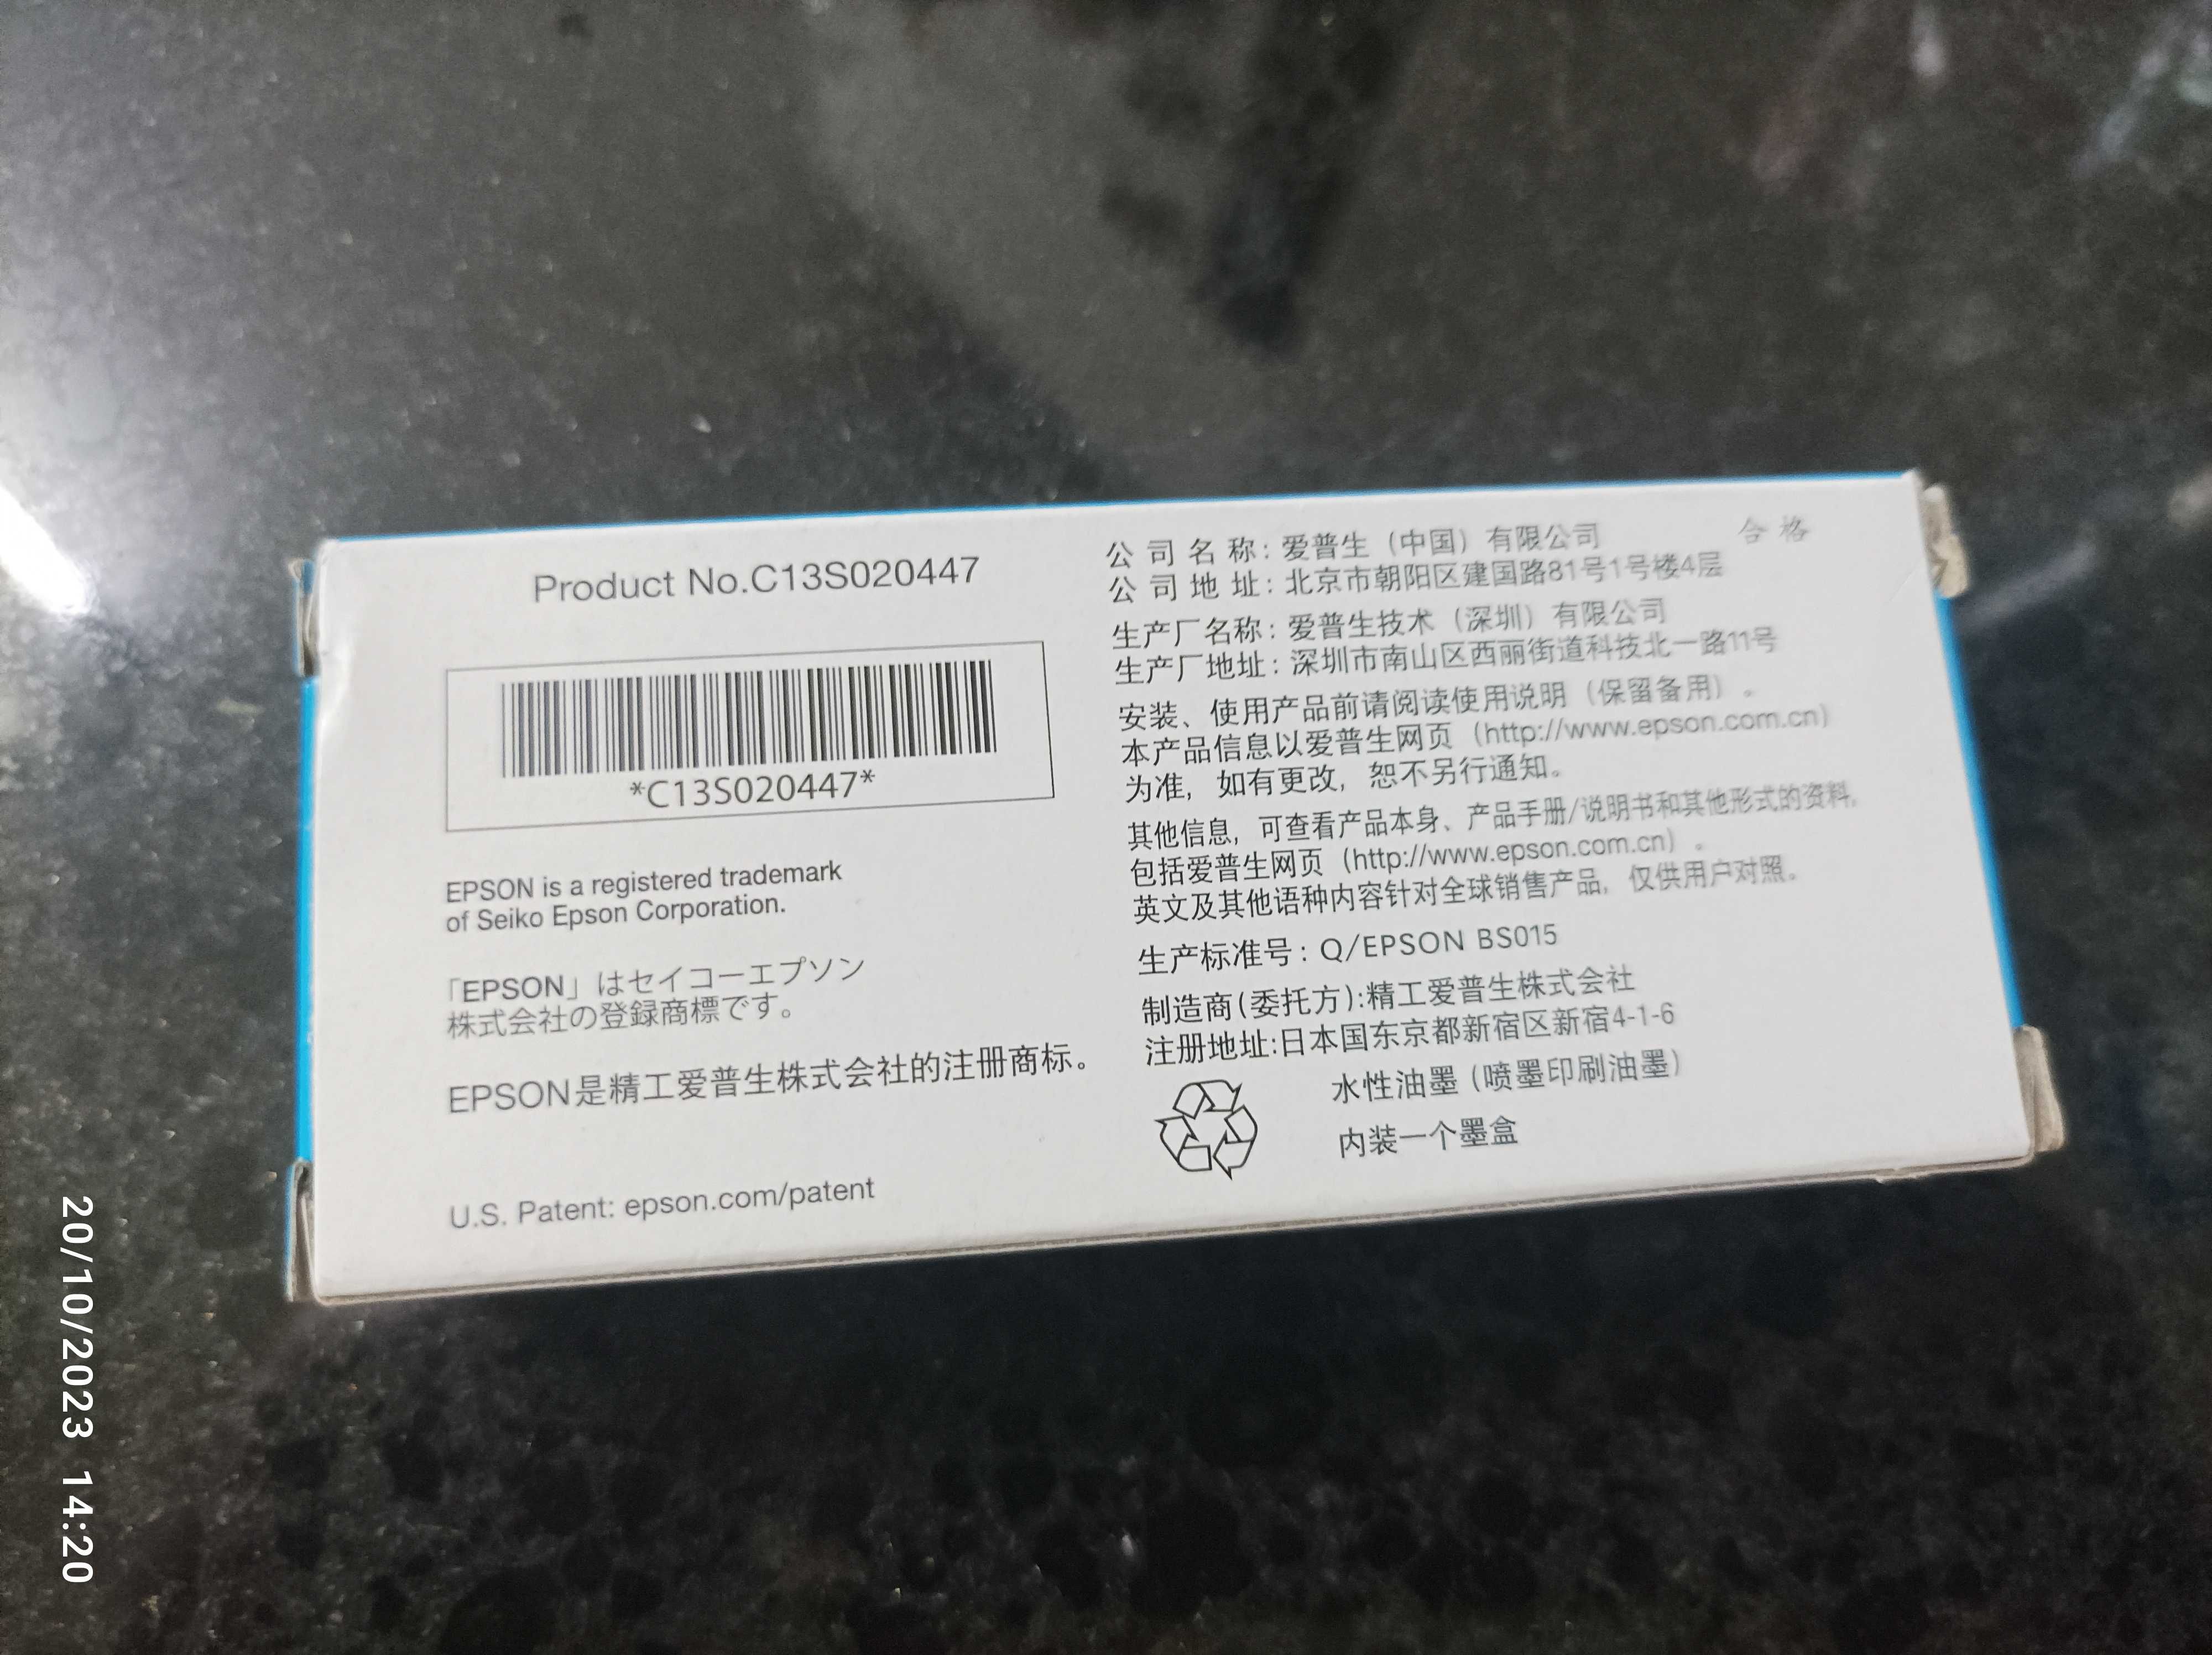 Product No.C13S020447
*C13S020447*
EPSON is a registered trademark
of Seiko Epson Corporation.
「EPSON」はセイコーエプソン
株式会社の登録商標です。
EPSON是精工爱普生株式会社的注册商标。
U.S. Patent: epson.com/patent
公司名称：爱普生（中国）有限公司
合格
公司地址：北京市朝阳区建国路81号1号楼4层
生产厂名称：爱普生技术（深圳）有限公司
生产厂地址：深圳市南山区西丽街道科技北一路11号
安装、使用产品前请阅读使用说明（保留备用）。
本产品信息以爱普生网页（http://www.epson.com.cn）
为准，如有更改，恕不另行通知。
其他信息，可查看产品本身、产品手册/说明书和其他形式的资料，
包括爱普生网页（http://www.epson.com.cn）。
英文及其他语种内容针对全球销售产品，仅供用户对照。
生产标准号：Q/EPSON BS015
制造商(委托方):精工爱普生株式会社
注册地址:日本国东京都新宿区新宿4-1-6
水性油墨（喷墨印刷油墨）
内装一个墨盒
20/10/2023 14:20